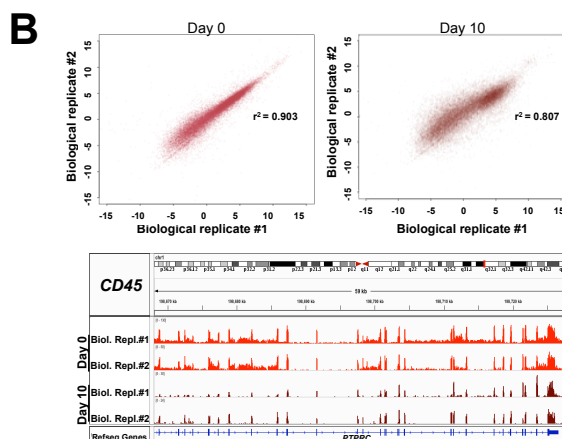 B
Day 0
Day 10
Biological replicate #2
15
10
5
0
-5
-10
-15
r² = 0.903
-15
-10
-5
0
5
10
15
Biological replicate #1
Biological replicate #2
15
10
5
0
-5
-10
-15
r² = 0.807
-15
-10
-5
0
5
10
15
Biological replicate #1
CD45
chr1
59 kb
Day 0
Biol. Repl.#1
Biol. Repl.#2
Day 10
Biol. Repl.#1
Biol. Repl.#2
Refseq Genes
PTPRC